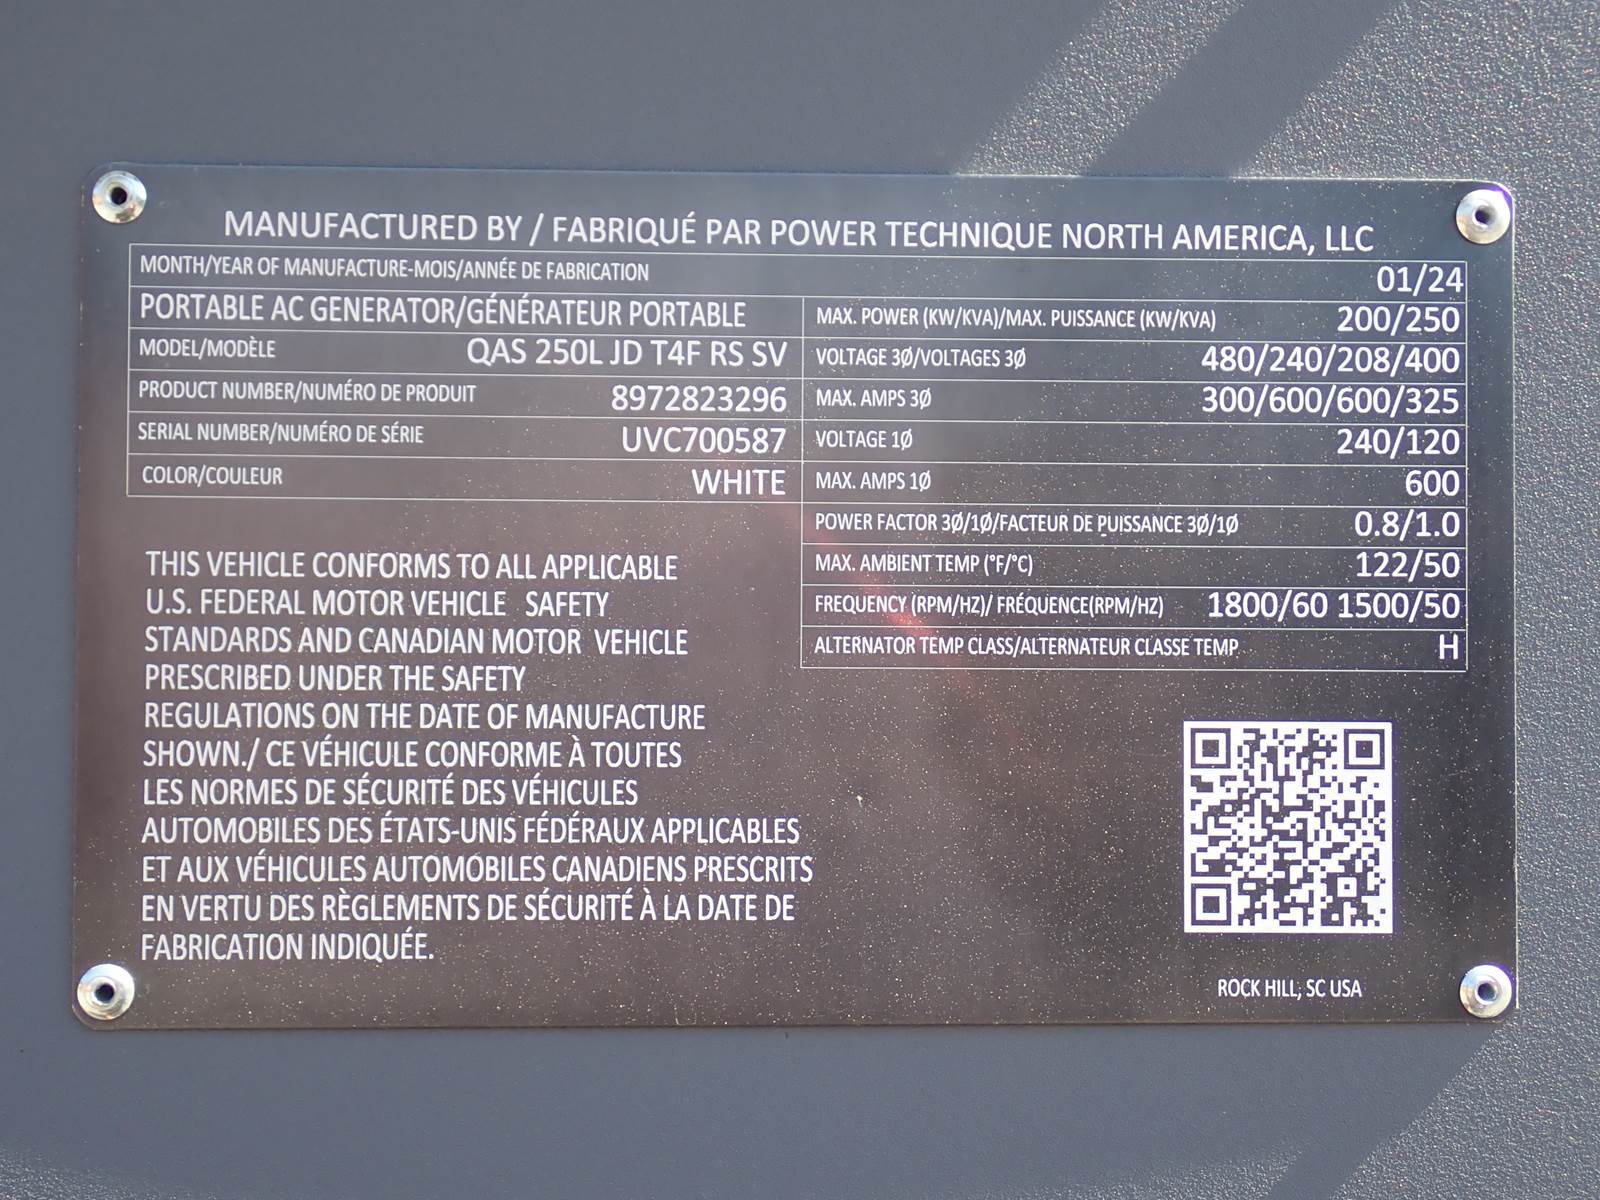 MANUFACTURED BY / FABRIQUÉ PAR POWER TECHNIQUE NORTH AMERICA, LLC
MONTH/YEAR OF MANUFACTURE-MOIS/ANNÉE DE FABRICATION 01/24
PORTABLE AC GENERATOR/GÉNÉRATEUR PORTABLE
MODEL/MODÈLE QAS 250L JD T4F RS SV
PRODUCT NUMBER/NUMÉRO DE PRODUIT 8972823296
SERIAL NUMBER/NUMÉRO DE SÉRIE UVC700587
COLOR/COULEUR WHITE
MAX. POWER (KW/KVA)/MAX. PUISSANCE (KW/KVA) 200/250
VOLTAGE 3Ø/VOLTAGES 3Ø 480/240/208/400
MAX. AMPS 3Ø 300/600/600/325
VOLTAGE 1Ø 240/120
MAX. AMPS 1Ø 600
POWER FACTOR 3Ø/1Ø/FACTEUR DE PUISSANCE 3Ø/1Ø 0.8/1.0
MAX. AMBIENT TEMP (°F/°C) 122/50
FREQUENCY (RPM/HZ)/ FRÉQUENCE(RPM/HZ) 1800/60 1500/50
ALTERNATOR TEMP CLASS/ALTERNATEUR CLASSE TEMP H
THIS VEHICLE CONFORMS TO ALL APPLICABLE
U.S. FEDERAL MOTOR VEHICLE SAFETY
STANDARDS AND CANADIAN MOTOR VEHICLE
PRESCRIBED UNDER THE SAFETY
REGULATIONS ON THE DATE OF MANUFACTURE
SHOWN./ CE VÉHICULE CONFORME À TOUTES
LES NORMES DE SÉCURITÉ DES VÉHICULES
AUTOMOBILES DES ÉTATS-UNIS FÉDÉRAUX APPLICABLES
ET AUX VÉHICULES AUTOMOBILES CANADIENS PRESCRITS
EN VERTU DES RÈGLEMENTS DE SÉCURITÉ À LA DATE DE
FABRICATION INDIQUÉE.
ROCK HILL, SC USA